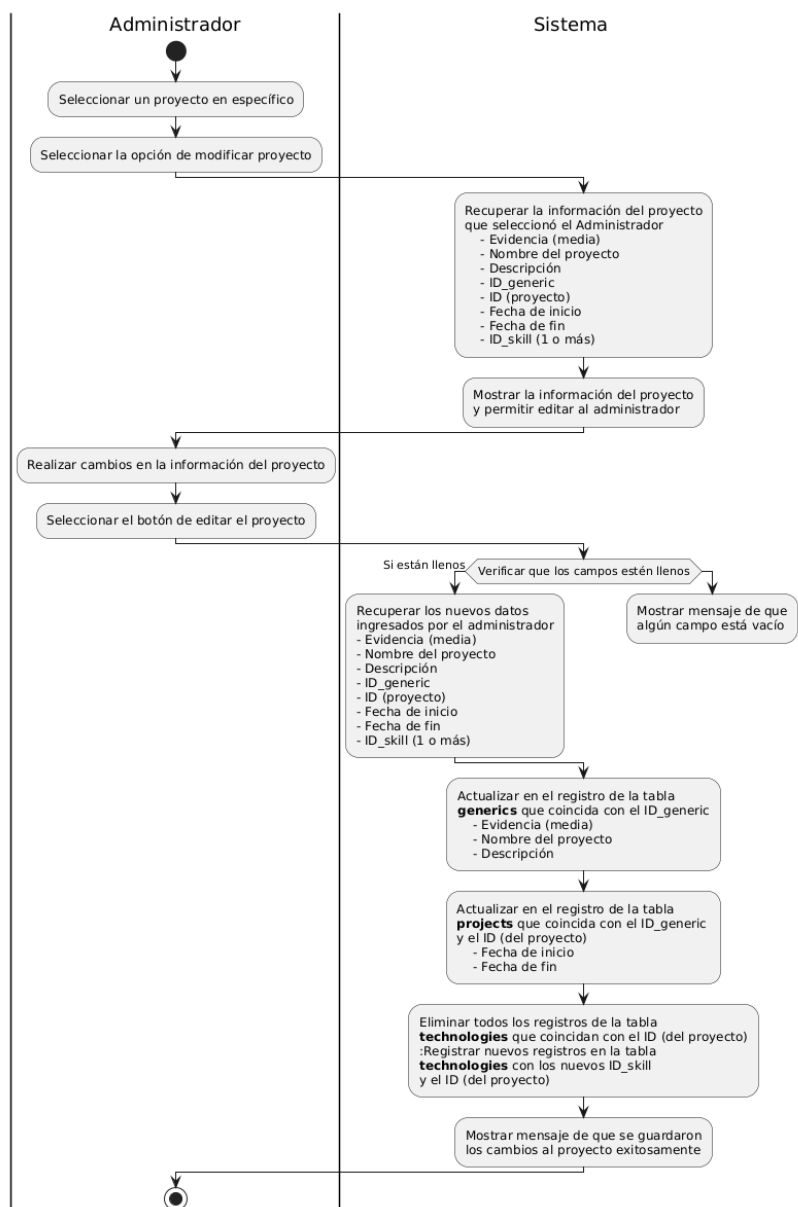 Administrador
Sistema
Seleccionar un proyecto en específico
Seleccionar la opción de modificar proyecto
Recuperar la información del proyecto
que seleccionó el Administrador
- Evidencia (media)
- Nombre del proyecto
- Descripción
- ID_generic
- ID (proyecto)
- Fecha de inicio
- Fecha de fin
- ID_skill (1 o más)
Mostrar la información del proyecto
y permitir editar al administrador
Realizar cambios en la información del proyecto
Seleccionar el botón de editar el proyecto
Si están llenos
Verificar que los campos estén llenos
Recuperar los nuevos datos
ingresados por el administrador
- Evidencia (media)
- Nombre del proyecto
- Descripción
- ID_generic
- ID (proyecto)
- Fecha de inicio
- Fecha de fin
- ID_skill (1 o más)
Mostrar mensaje de que
algún campo está vacío
Actualizar en el registro de la tabla
generics que coincida con el ID_generic
- Evidencia (media)
- Nombre del proyecto
- Descripción
Actualizar en el registro de la tabla
projects que coincida con el ID_generic
y el ID (del proyecto)
- Fecha de inicio
- Fecha de fin
Eliminar todos los registros de la tabla
technologies que coincidan con el ID (del proyecto)
:Registrar nuevos registros en la tabla
technologies con los nuevos ID_skill
y el ID (del proyecto)
Mostrar mensaje de que se guardaron
los cambios al proyecto exitosamente